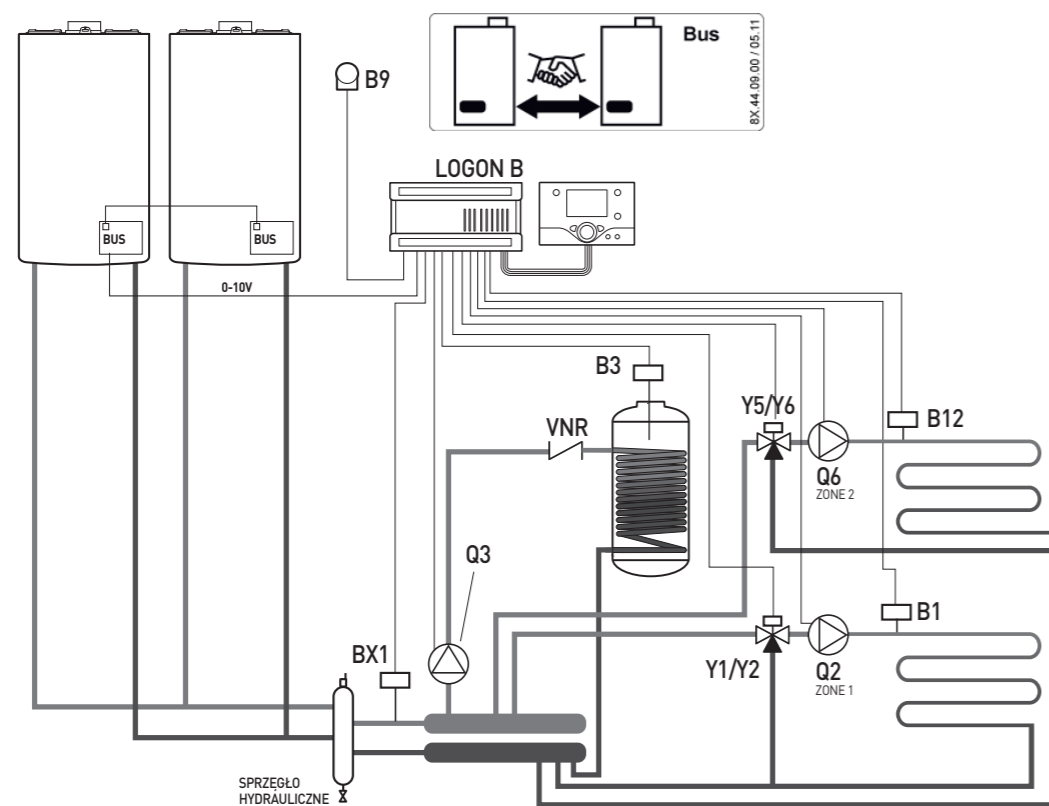 Bus
8X.44.09.00 / 05.11
B9
LOGON B
BUS
BUS
0-10V
B3
Y5/Y6
B12
VNR
Q6
ZONE 2
Q3
B1
BX1
Y1/Y2
Q2
ZONE 1
SPRZĘGŁO
HYDRAULICZNE